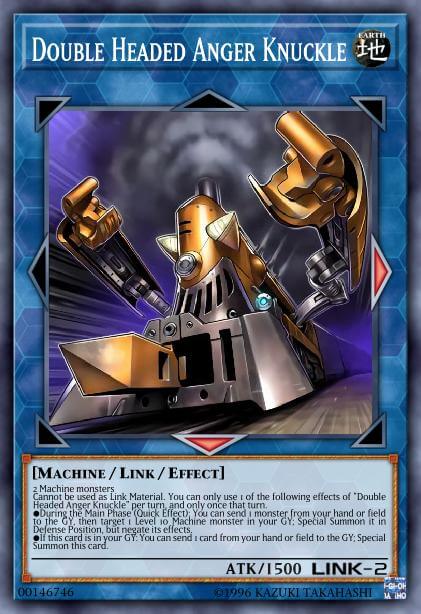 DOUBLE HEADED ANGER KNUCKLE
EARTH
地
[MACHINE / LINK / EFFECT]
2 Machine monsters
Cannot be used as Link Material. You can only use 1 of the following effects of "Double
Headed Anger Knuckle" per turn, and only once that turn.
●During the Main Phase (Quick Effect): You can send 1 monster from your hand or field
to the GY, then target 1 Level 10 Machine monster in your GY; Special Summon it in
Defense Position, but negate its effects.
●If this card is in your GY: You can send 1 card from your hand or field to the GY; Special
Summon this card.
ATK/1500 LINK-2
00146746
©1996 KAZUKI TAKAHASHI